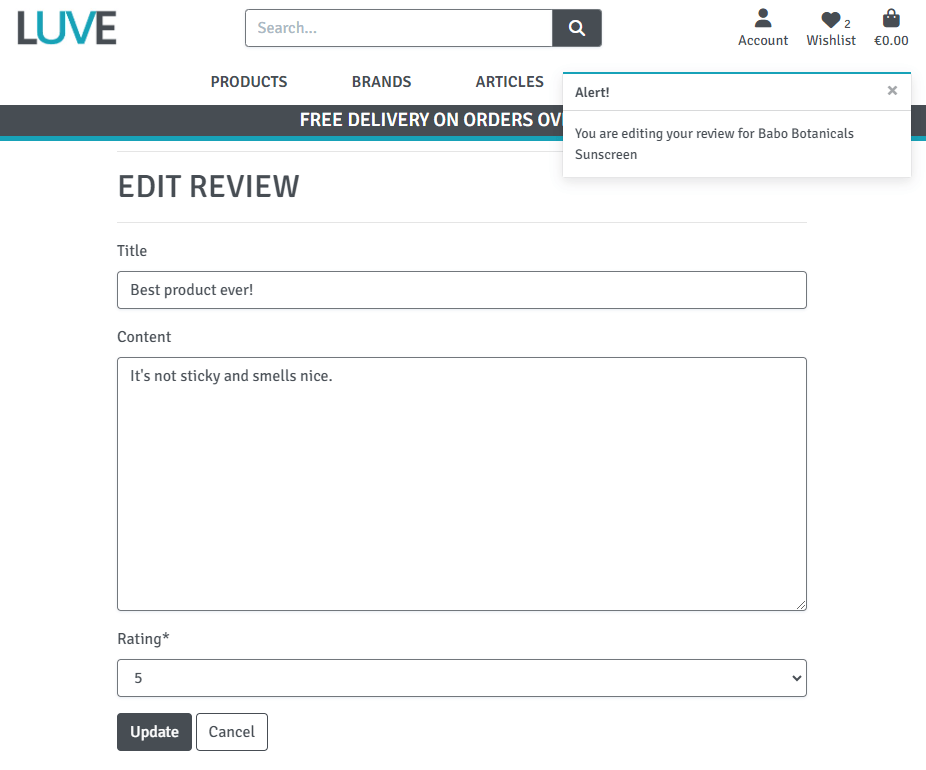 LUVE
Search...
2
Account
Wishlist
€0.00
PRODUCTS
BRANDS
ARTICLES
Alert!
×
You are editing your review for Babo Botanicals
Sunscreen
FREE DELIVERY ON ORDERS
EDIT REVIEW
Title
Best product ever!
Content
It's not sticky and smells nice.
Rating*
5
Update
Cancel